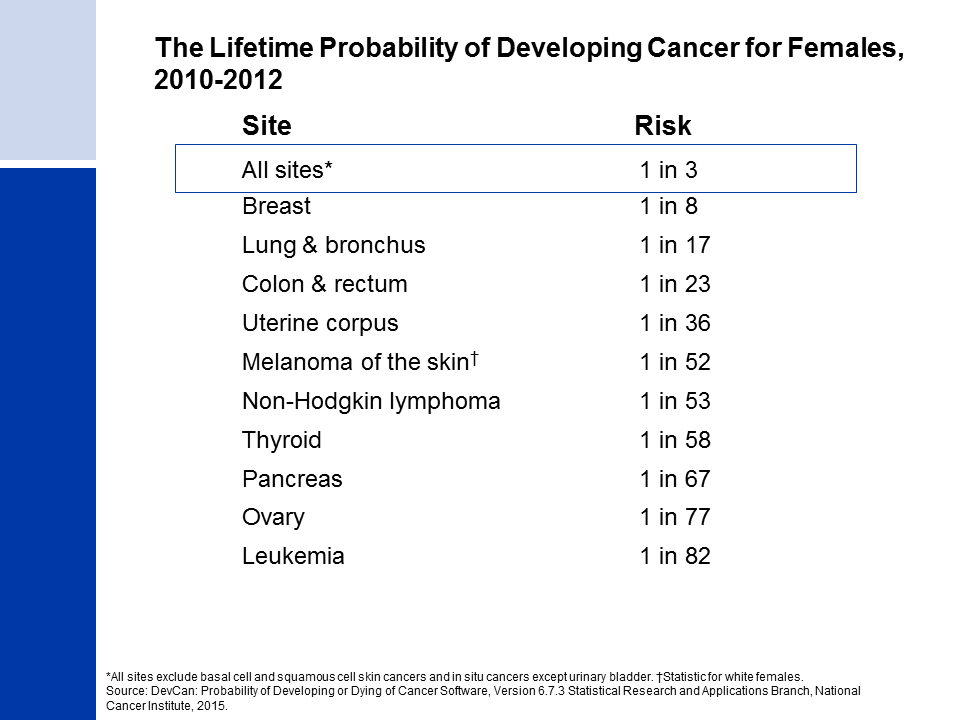 The Lifetime Probability of Developing Cancer for Females,
2010-2012
Site Risk
All sites* 1 in 3
Breast 1 in 8
Lung & bronchus 1 in 17
Colon & rectum 1 in 23
Uterine corpus 1 in 36
Melanoma of the skin† 1 in 52
Non-Hodgkin lymphoma 1 in 53
Thyroid 1 in 58
Pancreas 1 in 67
Ovary 1 in 77
Leukemia 1 in 82
*All sites exclude basal cell and squamous cell skin cancers and in situ cancers except urinary bladder. †Statistic for white females.
Source: DevCan: Probability of Developing or Dying of Cancer Software, Version 6.7.3 Statistical Research and Applications Branch, National
Cancer Institute, 2015.